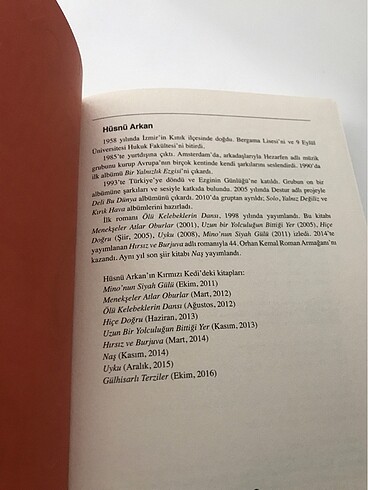 Hüsnü Arkan
1958 yılında İzmir'in Kınık ilçesinde doğdu. Bergama Lisesi'ni ve 9 Eylül
Üniversitesi Hukuk Fakültesi'ni bitirdi.
1985'te yurtdışına çıktı. Amsterdam'da, arkadaşlarıyla Hezarfen adlı müzik
grubunu kurup Avrupa'nın birçok kentinde kendi şarkılarını seslendirdi. 1990'da
ilk albümü Bir Yalnızlık Ezgisi'ni çıkardı.
1993'te Türkiye'ye döndü ve Ezginin Günlüğü'ne katıldı. Grubun on bir
albümüne şarkıları ve sesiyle katkıda bulundu. 2005 yılında Destur adlı projeyle
Deli Bu Dünya albümünü çıkardı. 2010'da gruptan ayrıldı; Solo, Yalnız Değiliz ve
Kırık Hava albümlerini hazırladı.
İlk romanı Ölü Kelebeklerin Dansı, 1998 yılında yayımlandı. Bu kitabı
Menekşeler Atlar Oburlar (2001), Uzun bir Yolculuğun Bittiği Yer (2005), Hiçe
Doğru (Şiir, 2005), Uyku (2008), Mino'nun Siyah Gülü (2011) izledi. 2014'te
yayımlanan Hırsız ve Burjuva adlı romanıyla 44. Orhan Kemal Roman Armağanı'nı
kazandı. Aynı yıl son şiir kitabı Naş yayımlandı.
Hüsnü Arkan'ın Kırmızı Kedi'deki kitapları:
Mino'nun Siyah Gülü (Ekim, 2011)
Menekşeler Atlar Oburlar (Mart, 2012)
Ölü Kelebeklerin Dansı (Ağustos, 2012)
Hiçe Doğru (Haziran, 2013)
Uzun Bir Yolculuğun Bittiği Yer (Kasım, 2013)
Hırsız ve Burjuva (Mart, 2014)
Naş (Kasım, 2014)
Uyku (Aralık, 2015)
Gülhisarlı Terziler (Ekim, 2016)